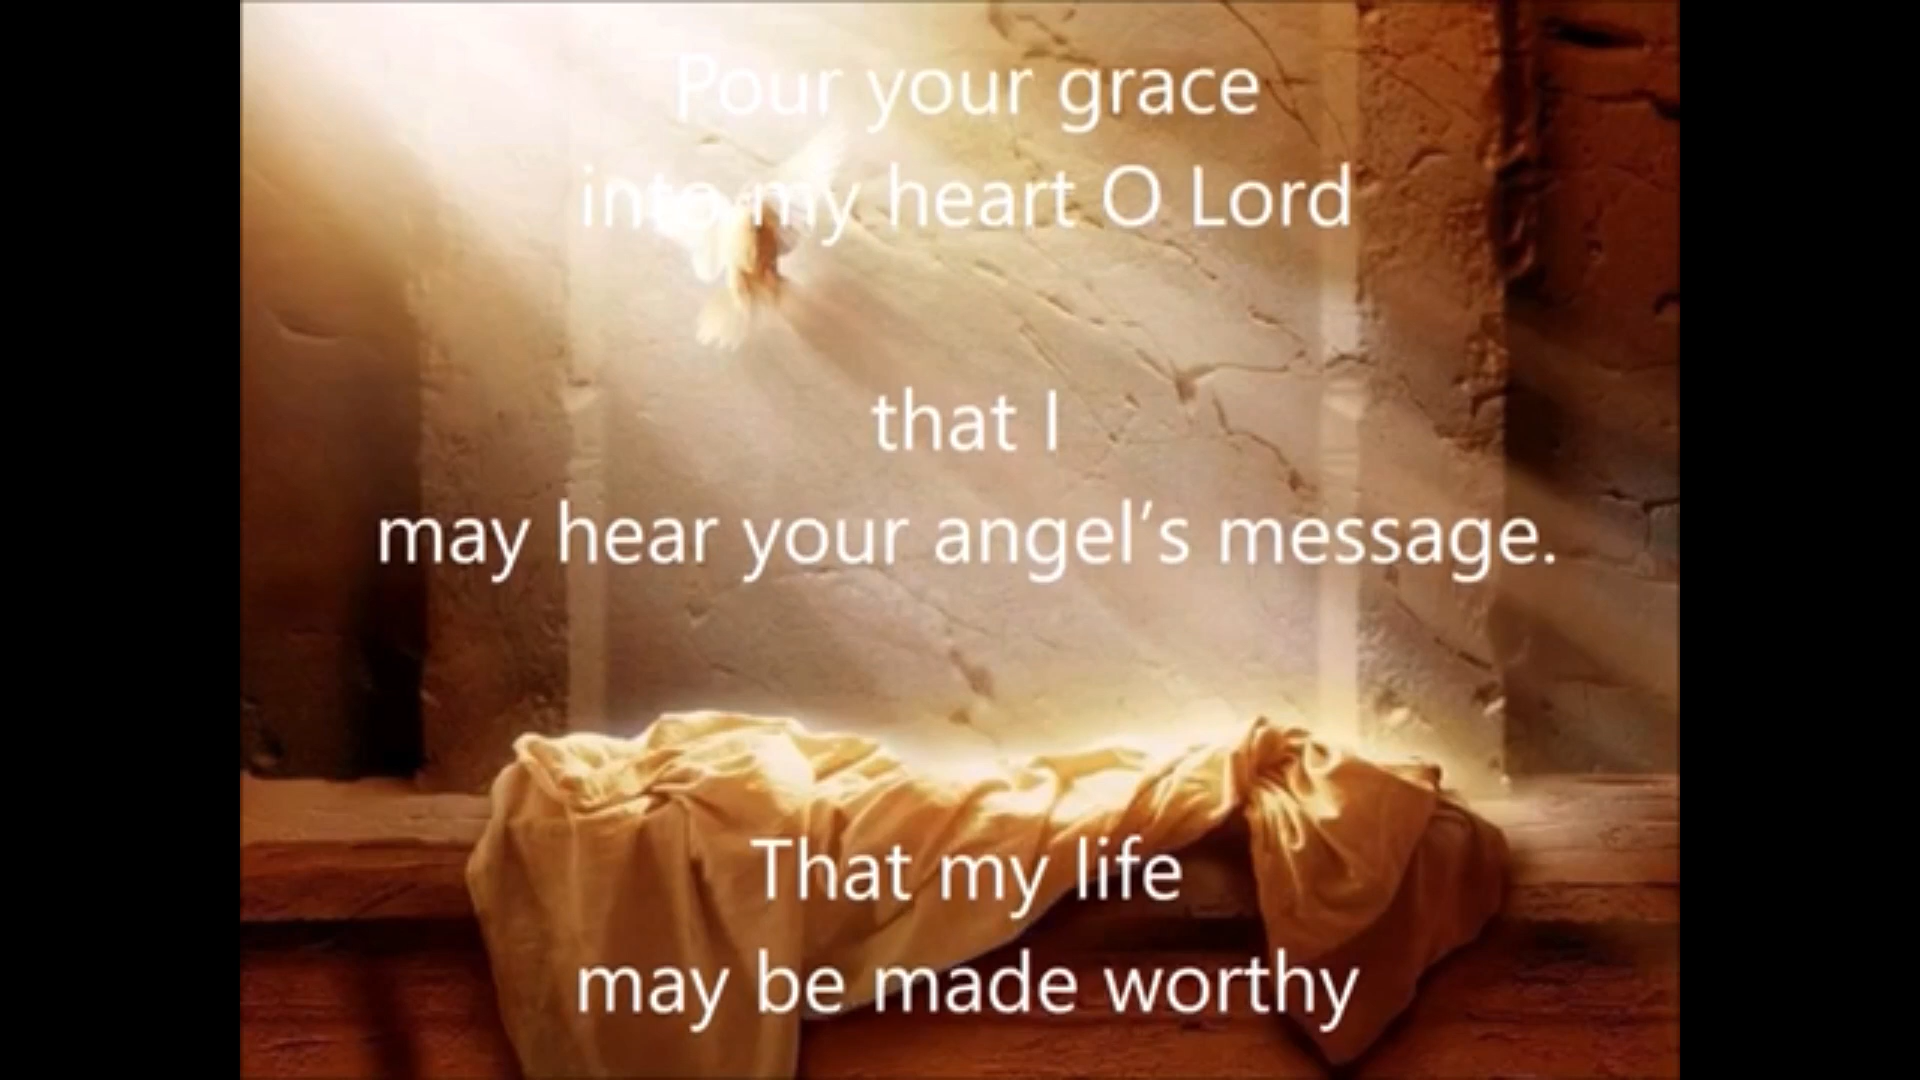 Pour your grace
into my heart O Lord
that I
may hear your angel’s message.
That my life
may be made worthy